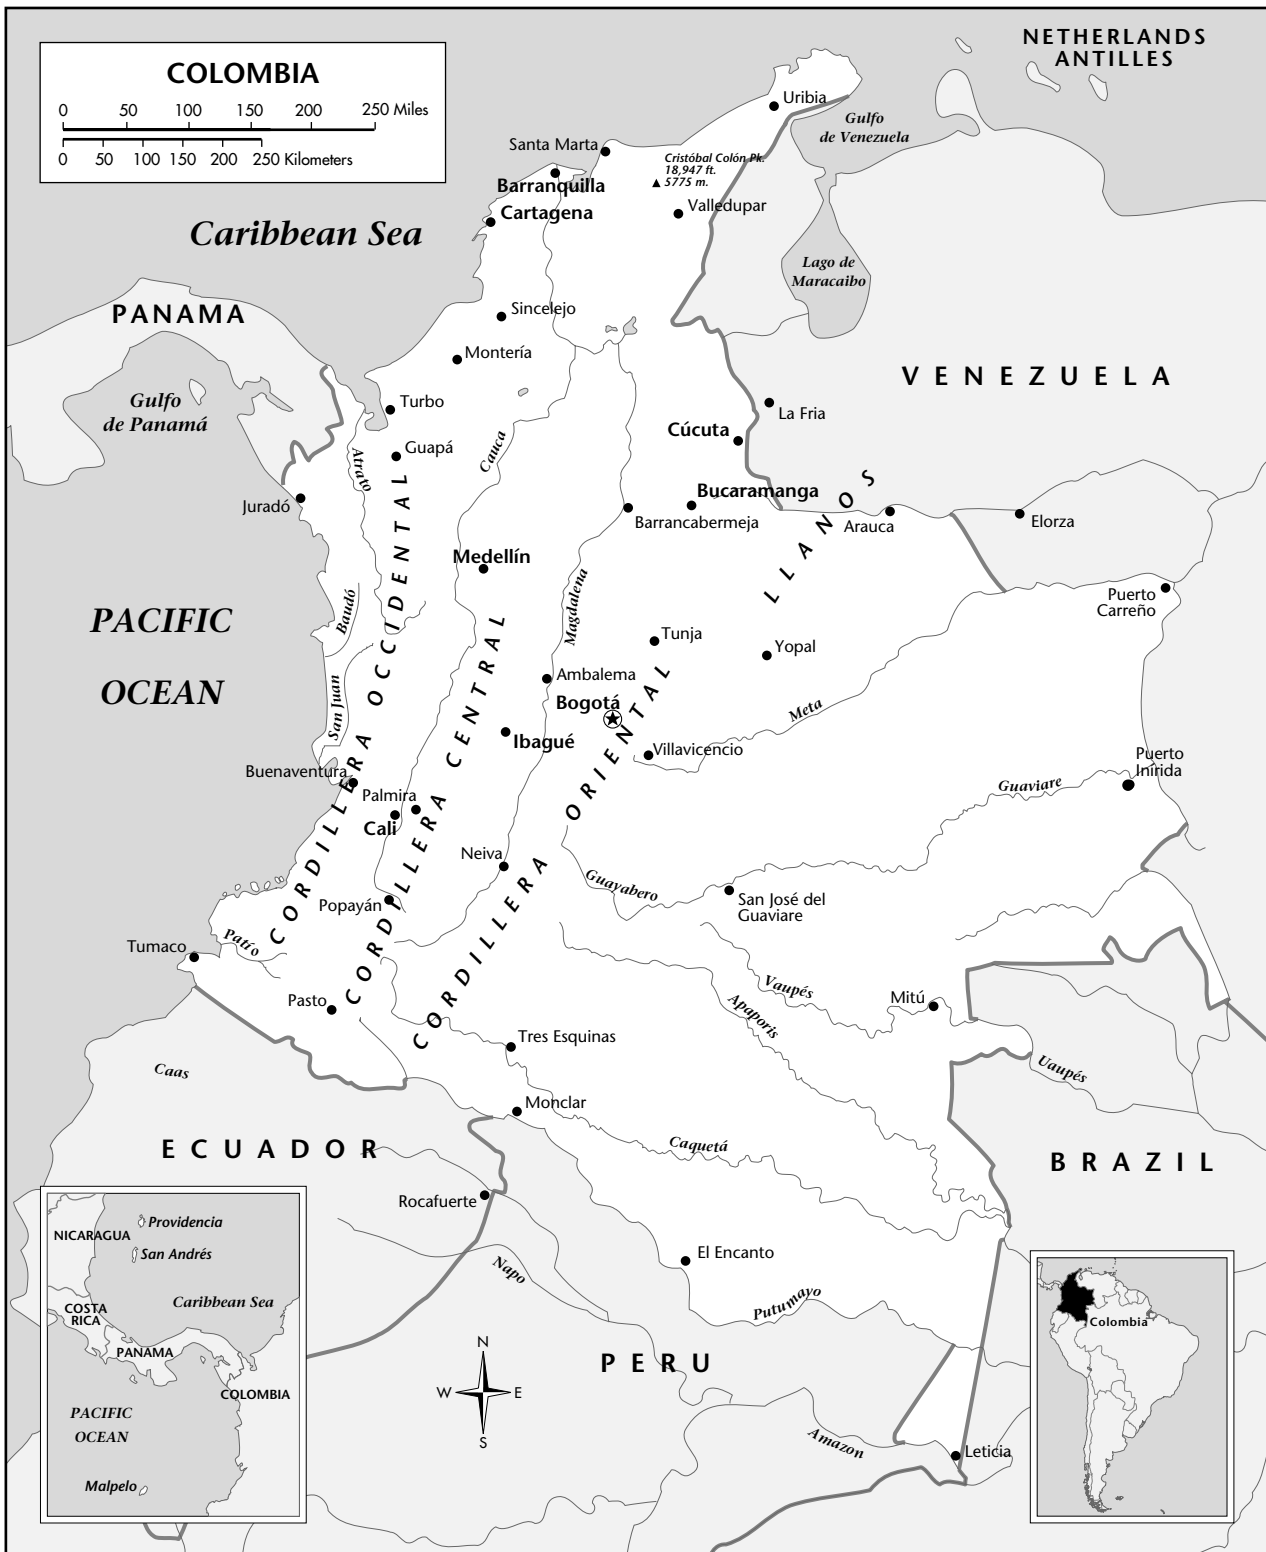 COLOMBIA
0 50 100 150 200 250 Miles
0 50 100 150 200 250 Kilometers
NETHERLANDS
ANTILLES
Uribia
Gulfo
de Venezuela
Santa Marta
Cristóbal Colón Pk.
18,947 ft.
5775 m.
Barranquilla
Cartagena
Valledupar
Caribbean Sea
Lago de
Maracaibo
PANAMA
Sincelejo
Montería
VENEZUELA
Gulfo
de Panamá
Turbo
La Fria
Cúcuta
Guapá
Cauca
Atrato
Juradó
Bucaramanga
Barrancabermeja
LLANOS
Arauca
Elorza
Medellín
Magdalena
Puerto
Carreño
Baudó
PACIFIC
OCEAN
Tunja
Yopal
Ambalema
Bogotá
San Juan
Meta
Ibagué
Villavicencio
CORDILLERA OCCIDENTAL
CORDILLERA CENTRAL
CORDILLERA ORIENTAL
Buenaventura
Palmira
Cali
Puerto
Inírida
Guaviare
Neiva
Guayabero
San José del
Guaviare
Popayán
Patío
Tumaco
Pasto
Vaupés
Mitú
Apaporis
Tres Esquinas
Uaupés
Caas
Monclar
ECUADOR
Caquetá
BRAZIL
Rocafuerte
El Encanto
Napo
Putumayo
PERU
N
W E
S
Amazon
Leticia
NICARAGUA
Providencia
San Andrés
Caribbean Sea
COSTA
RICA
PANAMA
COLOMBIA
PACIFIC
OCEAN
Malpelo
Colombia